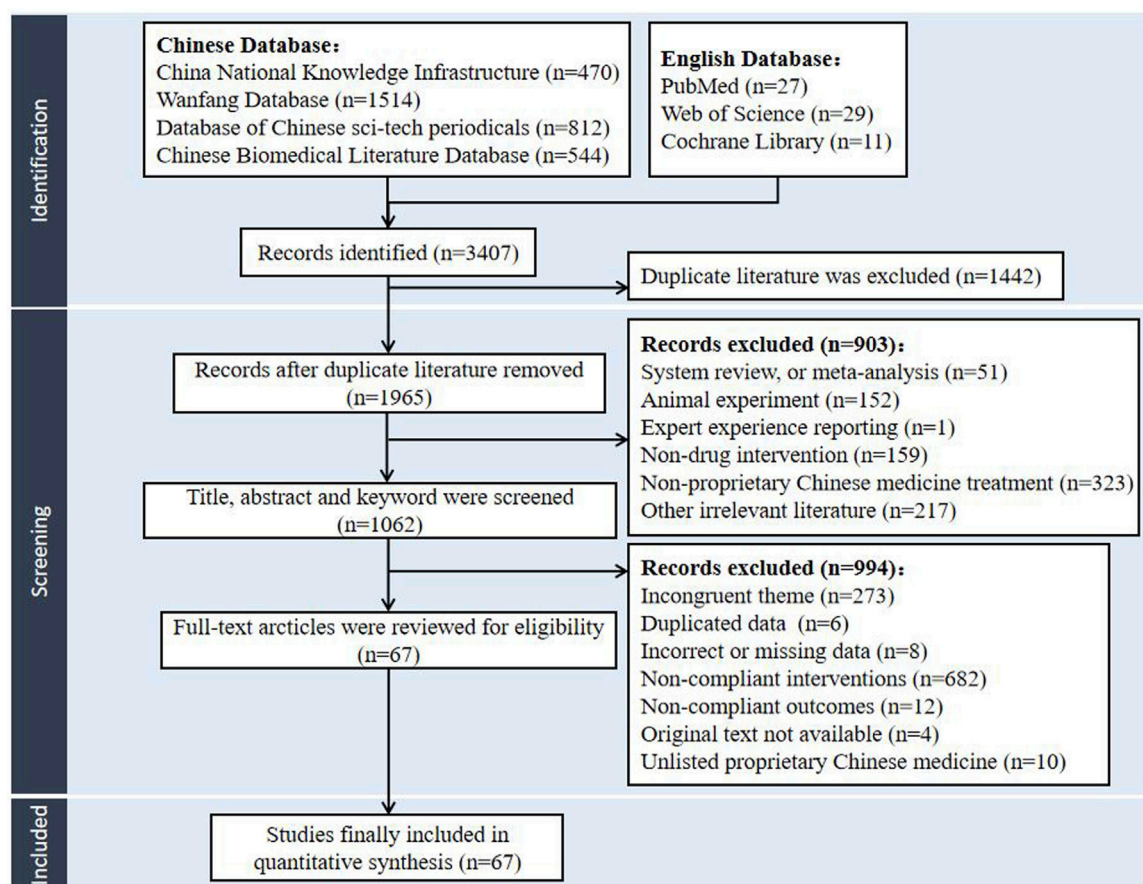 Identification
Chinese Database：
China National Knowledge Infrastructure (n=470)
Wanfang Database (n=1514)
Database of Chinese sci-tech periodicals (n=812)
Chinese Biomedical Literature Database (n=544)
English Database：
PubMed (n=27)
Web of Science (n=29)
Cochrane Library (n=11)
Records identified (n=3407)
Duplicate literature was excluded (n=1442)
Screening
Records after duplicate literature removed
(n=1965)
Records excluded (n=903)：
System review, or meta-analysis (n=51)
Animal experiment (n=152)
Expert experience reporting (n=1)
Non-drug intervention (n=159)
Non-proprietary Chinese medicine treatment (n=323)
Other irrelevant literature (n=217)
Title, abstract and keyword were screened
(n=1062)
Records excluded (n=994)：
Incongruent theme (n=273)
Duplicated data (n=6)
Incorrect or missing data (n=8)
Non-compliant interventions (n=682)
Non-compliant outcomes (n=12)
Original text not available (n=4)
Unlisted proprietary Chinese medicine (n=10)
Full-text arcticles were reviewed for eligibility
(n=67)
Included
Studies finally included in
quantitative synthesis (n=67)